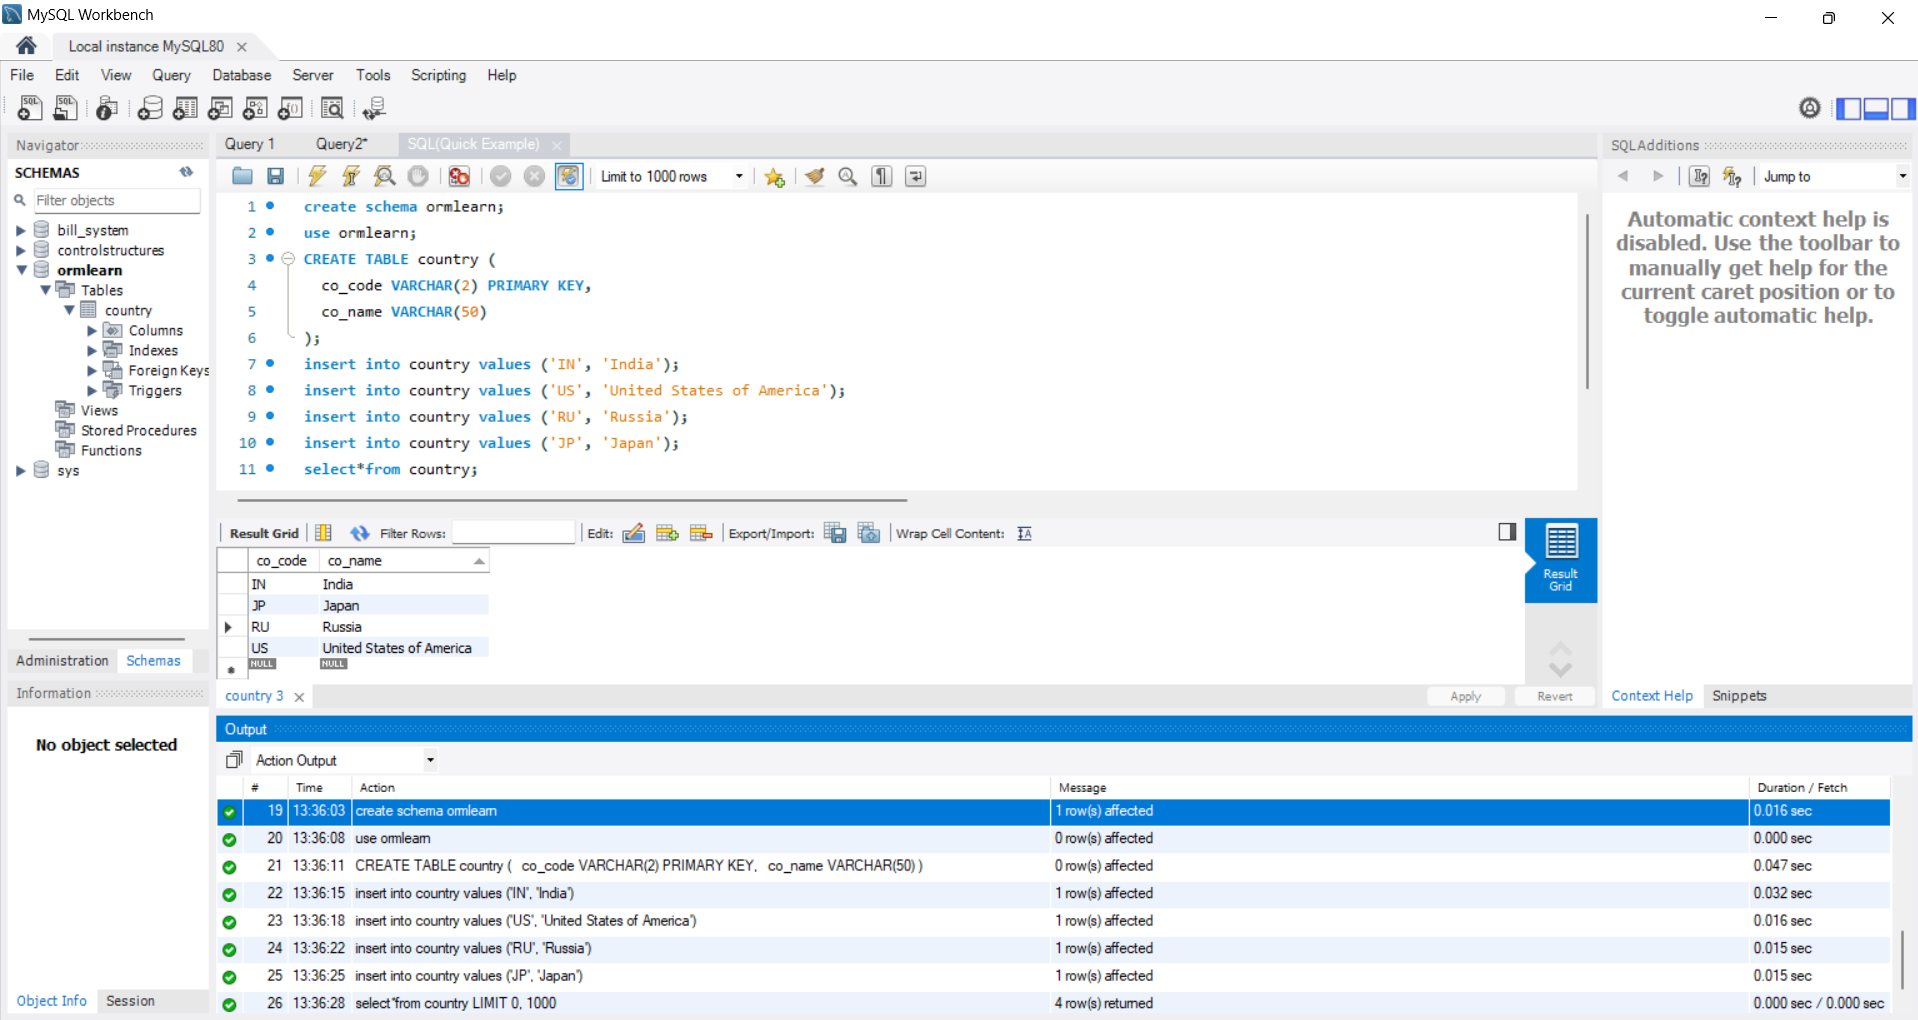 MySQL Workbench
Local instance MySQL80
File Edit View Query Database Server Tools Scripting Help
Navigator
SCHEMAS
Filter objects
bill_system
controlstructures
ormlearn
Tables
country
Columns
Indexes
Foreign Keys
Triggers
Views
Stored Procedures
Functions
sys
Administration Schemas
Information
No object selected
Object Info Session
Query 1 Query2* SQL(Quick Example)
Limit to 1000 rows
1 create schema ormlearn;
2 use ormlearn;
3 CREATE TABLE country (
4 co_code VARCHAR(2) PRIMARY KEY,
5 co_name VARCHAR(50)
6 );
7 insert into country values ('IN', 'India');
8 insert into country values ('US', 'United States of America');
9 insert into country values ('RU', 'Russia');
10 insert into country values ('JP', 'Japan');
11 select*from country;
Result Grid Filter Rows: Edit: Export/Import: Wrap Cell Content:
co_code co_name
IN India
JP Japan
RU Russia
US United States of America
NULL NULL
Result
Grid
country 3 Apply Revert
SQLAdditions
Jump to
Automatic context help is
disabled. Use the toolbar to
manually get help for the
current caret position or to
toggle automatic help.
Context Help Snippets
Output
Action Output
# Time Action Message Duration / Fetch
19 13:36:03 create schema ormlearn 1 row(s) affected 0.016 sec
20 13:36:08 use ormlearn 0 row(s) affected 0.000 sec
21 13:36:11 CREATE TABLE country ( co_code VARCHAR(2) PRIMARY KEY, co_name VARCHAR(50) ) 0 row(s) affected 0.047 sec
22 13:36:15 insert into country values ('IN', 'India') 1 row(s) affected 0.032 sec
23 13:36:18 insert into country values ('US', 'United States of America') 1 row(s) affected 0.016 sec
24 13:36:22 insert into country values ('RU', 'Russia') 1 row(s) affected 0.015 sec
25 13:36:25 insert into country values ('JP', 'Japan') 1 row(s) affected 0.015 sec
26 13:36:28 select*from country LIMIT 0, 1000 4 row(s) returned 0.000 sec / 0.000 sec